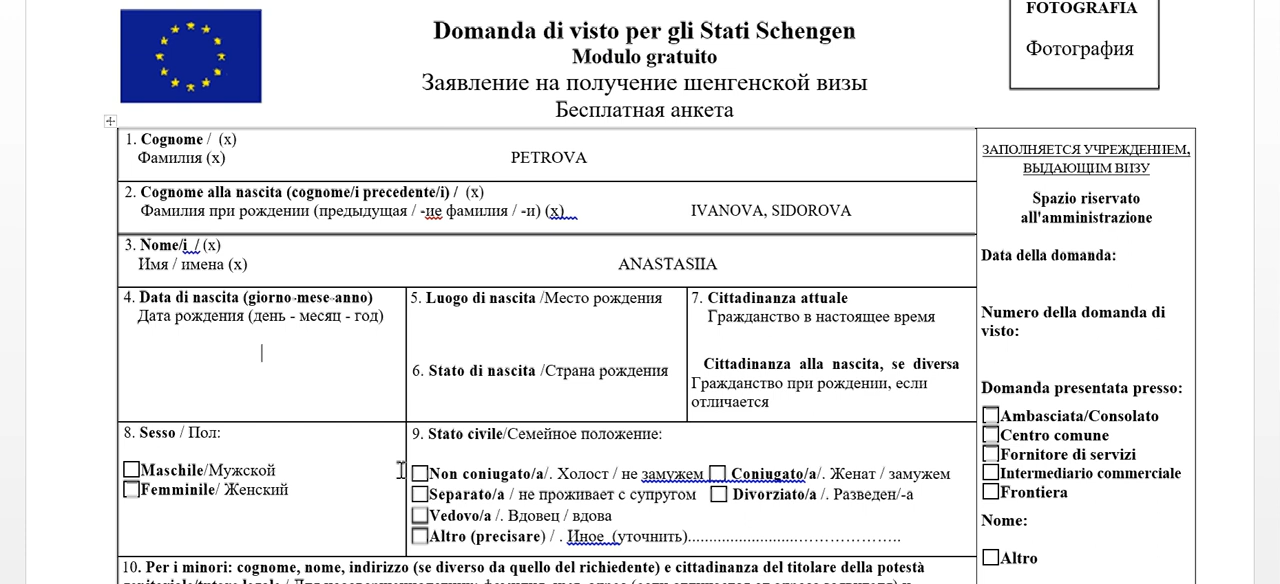 Domanda di visto per gli Stati Schengen
Modulo gratuito
Заявление на получение шенгенской визы
Бесплатная анкета
FOTOGRAFIA
Фотография
1. Cognome / (x)
Фамилия (x)
PETROVA
2. Cognome alla nascita (cognome/i precedente/i) / (x)
Фамилия при рождении (предыдущая / -ие фамилия / -и) (x)
IVANOVA, SIDOROVA
3. Nome/i / (x)
Имя / имена (x)
ANASTASIIA
4. Data di nascita (giorno-mese-anno)
Дата рождения (день - месяц - год)
5. Luogo di nascita /Место рождения
6. Stato di nascita /Страна рождения
7. Cittadinanza attuale
Гражданство в настоящее время
Cittadinanza alla nascita, se diversa
Гражданство при рождении, если
отличается
8. Sesso / Пол:
Maschile/Мужской
Femminile/ Женский
9. Stato civile/Семейное положение:
Non coniugato/a/. Холост / не замужем Coniugato/a/. Женат / замужем
Separato/a / не проживает с супругом Divorziato/a /. Разведен/-а
Vedovo/a /. Вдовец / вдова
Altro (precisare) / . Иное (уточнить)..........................………………….
10. Per i minori: cognome, nome, indirizzo (se diverso da quello del richiedente) e cittadinanza del titolare della potestà
ЗАПОЛНЯЕТСЯ УЧРЕЖДЕНИЕМ,
ВЫДАЮЩИМ ВИЗУ
Spazio riservato
all'amministrazione
Data della domanda:
Numero della domanda di
visto:
Domanda presentata presso:
Ambasciata/Consolato
Centro comune
Fornitore di servizi
Intermediario commerciale
Frontiera
Nome:
Altro